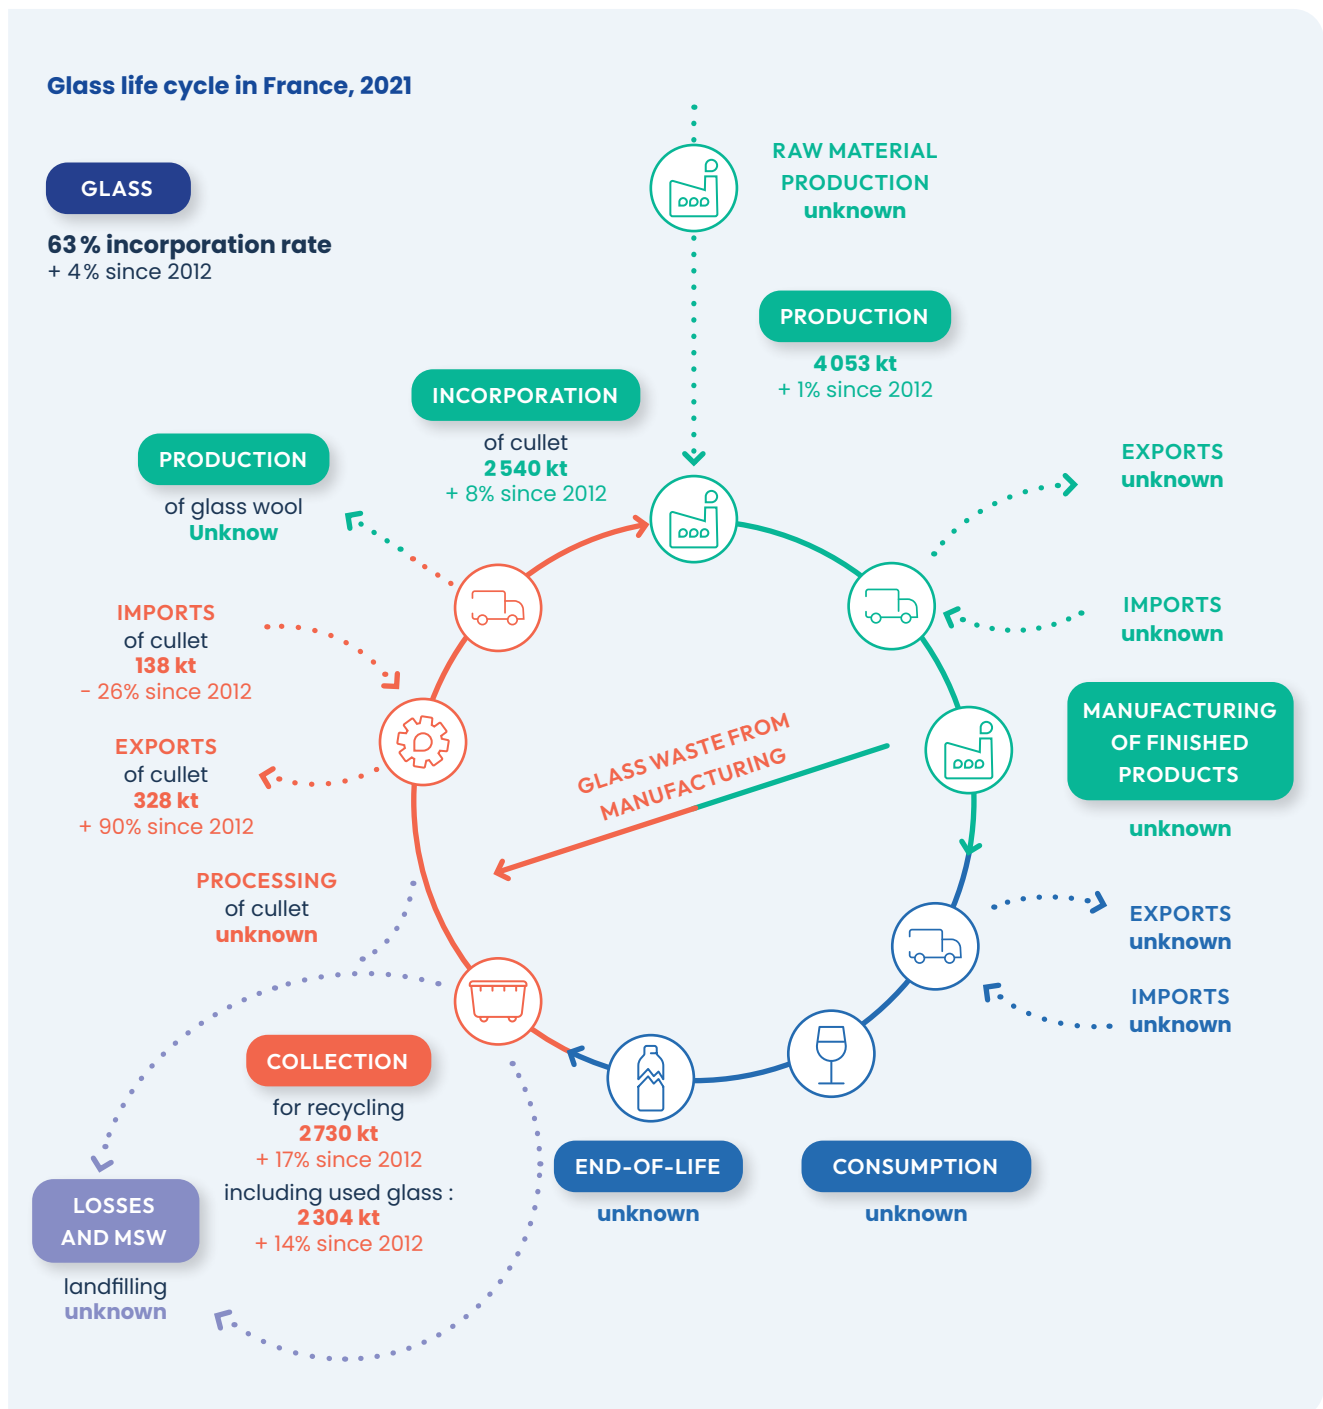 Glass life cycle in France, 2021
GLASS
63 % incorporation rate
+ 4% since 2012
RAW MATERIAL
PRODUCTION
unknown
PRODUCTION
4 053 kt
+ 1% since 2012
INCORPORATION
of cullet
2 540 kt
+ 8% since 2012
PRODUCTION
of glass wool
Unknow
EXPORTS
unknown
IMPORTS
unknown
IMPORTS
of cullet
138 kt
- 26% since 2012
EXPORTS
of cullet
328 kt
+ 90% since 2012
GLASS WASTE FROM
MANUFACTURING
MANUFACTURING
OF FINISHED
PRODUCTS
unknown
PROCESSING
of cullet
unknown
EXPORTS
unknown
IMPORTS
unknown
COLLECTION
for recycling
2 730 kt
+ 17% since 2012
including used glass :
2 304 kt
+ 14% since 2012
END-OF-LIFE
unknown
CONSUMPTION
unknown
LOSSES
AND MSW
landfilling
unknown